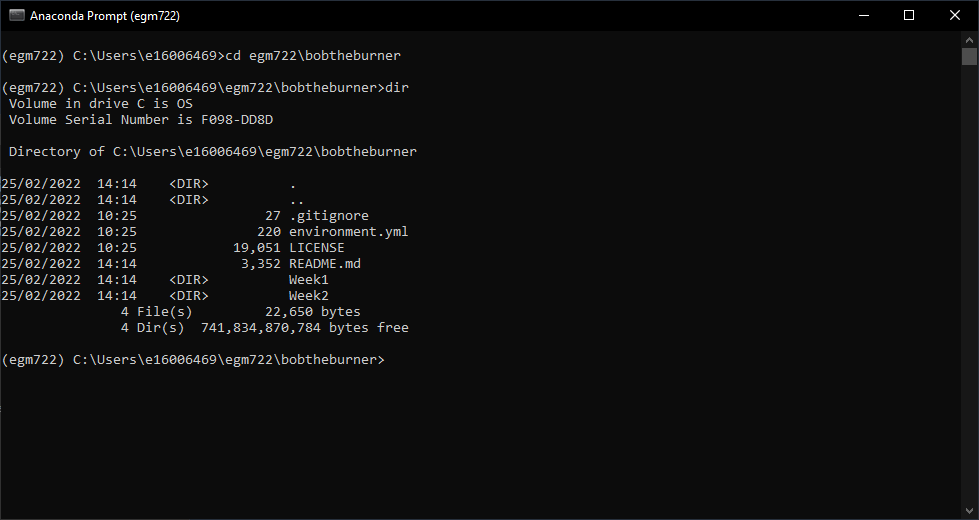 Anaconda Prompt (egm722)
(egm722) C:\Users\e16006469>cd egm722\bobtheburner
(egm722) C:\Users\e16006469\egm722\bobtheburner>dir
 Volume in drive C is OS
 Volume Serial Number is F098-DD8D
 Directory of C:\Users\e16006469\egm722\bobtheburner
25/02/2022  14:14    <DIR>          .
25/02/2022  14:14    <DIR>          ..
25/02/2022  10:25                27 .gitignore
25/02/2022  10:25               220 environment.yml
25/02/2022  10:25            19,051 LICENSE
25/02/2022  14:14             3,352 README.md
25/02/2022  14:14    <DIR>          Week1
25/02/2022  14:14    <DIR>          Week2
               4 File(s)         22,650 bytes
               4 Dir(s)  741,834,870,784 bytes free
(egm722) C:\Users\e16006469\egm722\bobtheburner>